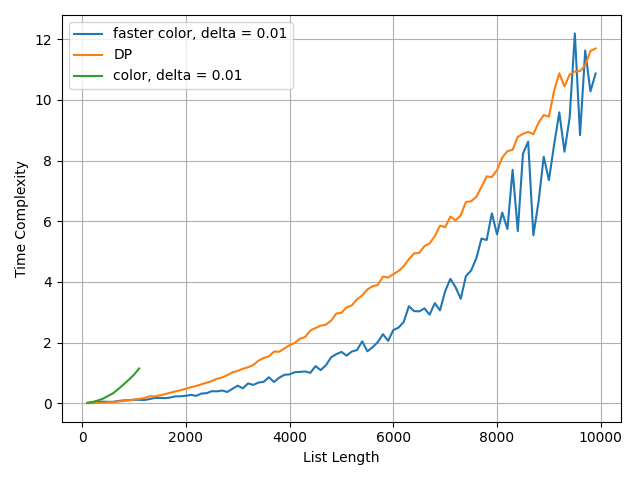 faster color, delta = 0.01
DP
color, delta = 0.01
Time Complexity
12
10
8
6
4
2
0
0 2000 4000 6000 8000 10000
List Length